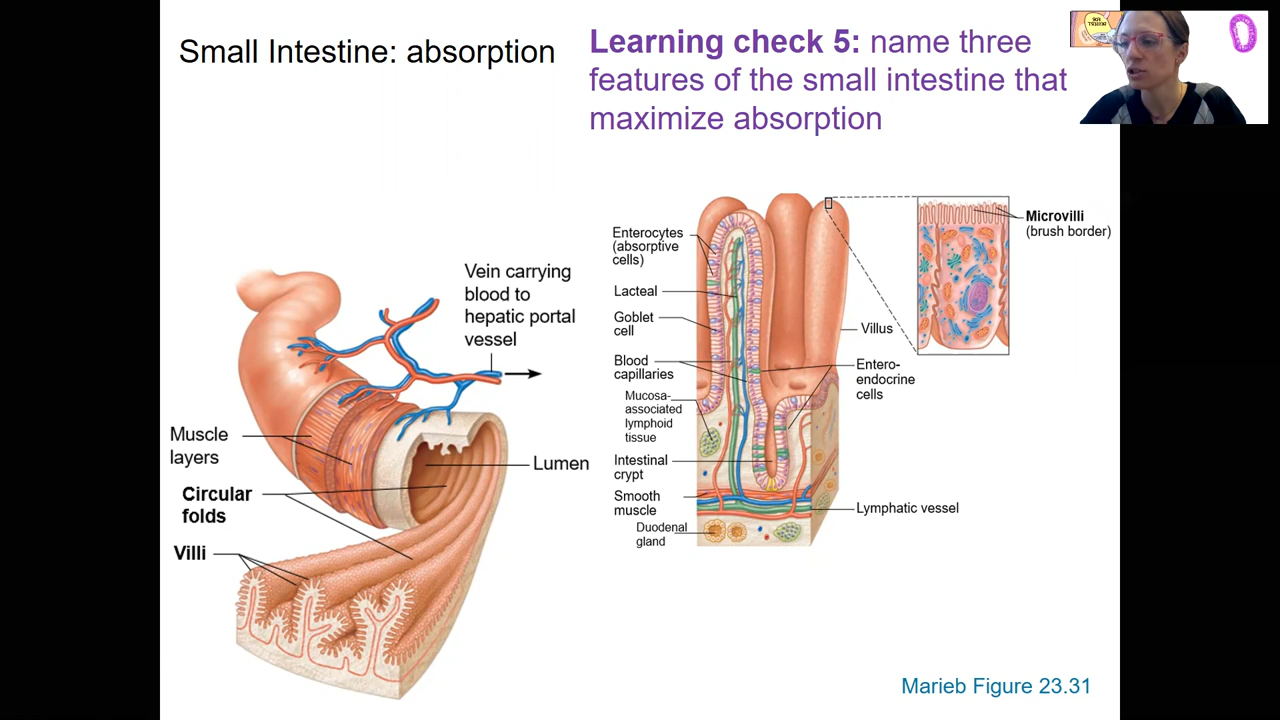 Small Intestine: absorption
Learning check 5: name three
features of the small intestine that
maximize absorption
Vein carrying
blood to
hepatic portal
vessel
Muscle
layers
Lumen
Circular
folds
Villi
Enterocytes
(absorptive
cells)
Lacteal
Goblet
cell
Blood
capillaries
Mucosa-
associated
lymphoid
tissue
Intestinal
crypt
Smooth
muscle
Duodenal
gland
Microvilli
(brush border)
Villus
Entero-
endocrine
cells
Lymphatic vessel
Marieb Figure 23.31